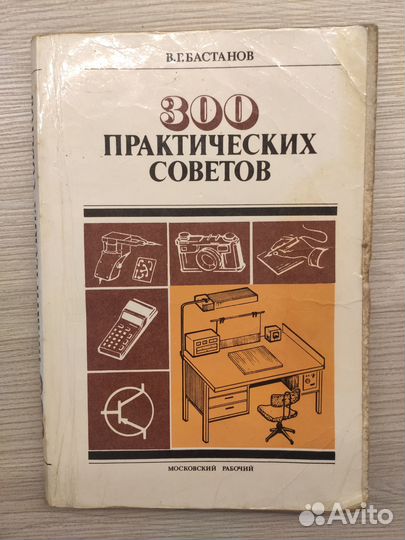 В.Г.БАСТАНОВ
300
ПРАКТИЧЕСКИХ
СОВЕТОВ
МОСКОВСКИЙ РАБОЧИЙ
Avito